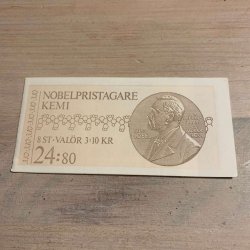 NOBELPRISTAGARE
KEMI
8 ST·VALÖR 3·10 KR
24:80